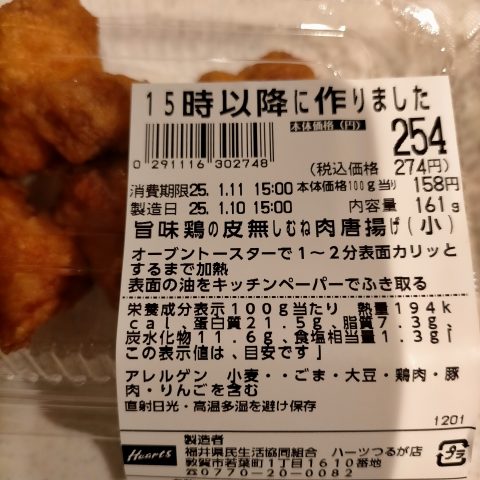 15時以降に作りました
本体価格(円) 254
0 291116 302748
(税込価格 274円)
消費期限25. 1.11 15:00 本体価格100g当り 158円
製造日 25. 1.10 15:00 内容量 161g
旨味鶏の皮無しむね肉唐揚げ(小)
オーブントースターで1〜2分表面カリッと
するまで加熱
表面の油をキッチンペーパーでふき取る
栄養成分表示100g当たり 熱量194k
cal、蛋白質21.5g、脂質7.3g、
炭水化物11.6g、食塩相当量1.3g[
この表示値は、目安です]
アレルゲン 小麦・・ごま・大豆・鶏肉・豚
肉・りんごを含む
直射日光・高温多湿を避け保存
1201
製造者
Hearts 福井県民生活協同組合 ハーツつるが店
敦賀市若葉町1丁目1610番地
☎0770-20-0082
プラ